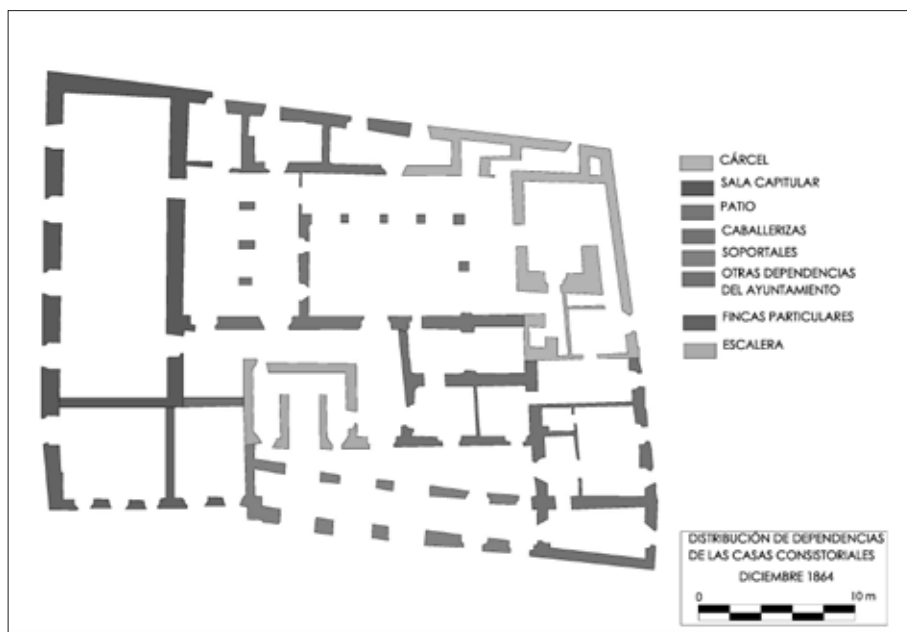 CÁRCEL
SALA CAPITULAR
PATIO
CABALLERIZAS
SOPORTALES
OTRAS DEPENDENCIAS
DEL AYUNTAMIENTO
FINCAS PARTICULARES
ESCALERA
DISTRIBUCIÓN DE DEPENDENCIAS
DE LAS CASAS CONSISTORIALES
DICIEMBRE 1864
0 10 m